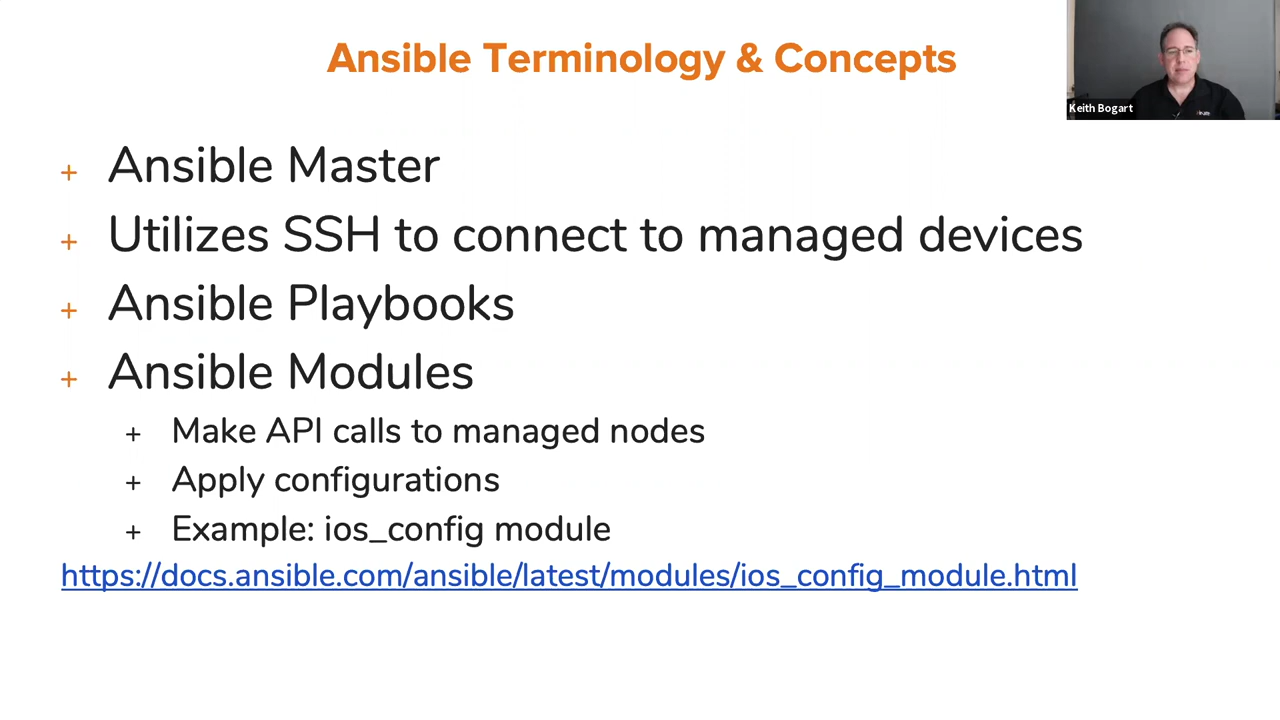 Ansible Terminology & Concepts
Keith Bogart
+ Ansible Master
+ Utilizes SSH to connect to managed devices
+ Ansible Playbooks
+ Ansible Modules
+ Make API calls to managed nodes
+ Apply configurations
+ Example: ios_config module
https://docs.ansible.com/ansible/latest/modules/ios_config_module.html